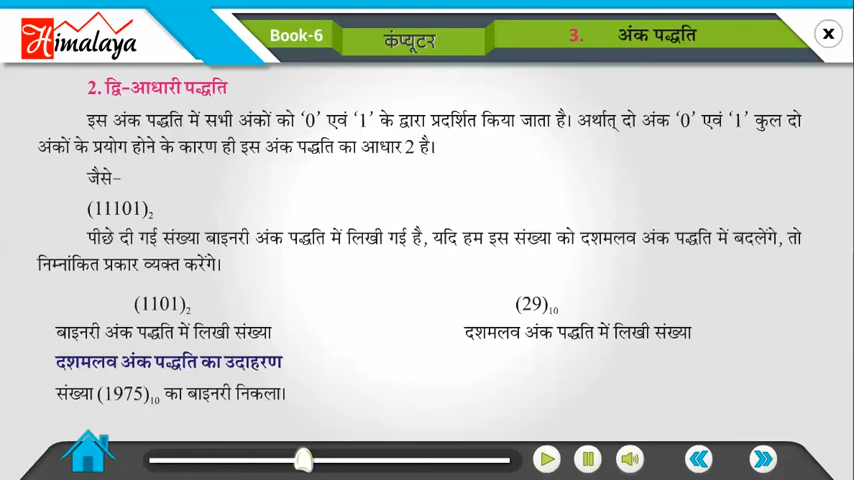 Himalaya
Book-6
कंप्यूटर
3. अंक पद्धति
X
2. द्वि-आधारी पद्धति
इस अंक पद्धति में सभी अंकों को ‘0’ एवं ‘1’ के द्वारा प्रदर्शित किया जाता है। अर्थात् दो अंक ‘0’ एवं ‘1’ कुल दो
अंकों के प्रयोग होने के कारण ही इस अंक पद्धति का आधार 2 है।
जैसे–
(11101)₂
पीछे दी गई संख्या बाइनरी अंक पद्धति में लिखी गई है, यदि हम इस संख्या को दशमलव अंक पद्धति में बदलेंगे, तो
निम्नांकित प्रकार व्यक्त करेंगे।
(1101)₂ (29)₁₀
बाइनरी अंक पद्धति में लिखी संख्या दशमलव अंक पद्धति में लिखी संख्या
दशमलव अंक पद्धति का उदाहरण
संख्या (1975)₁₀ का बाइनरी निकला।